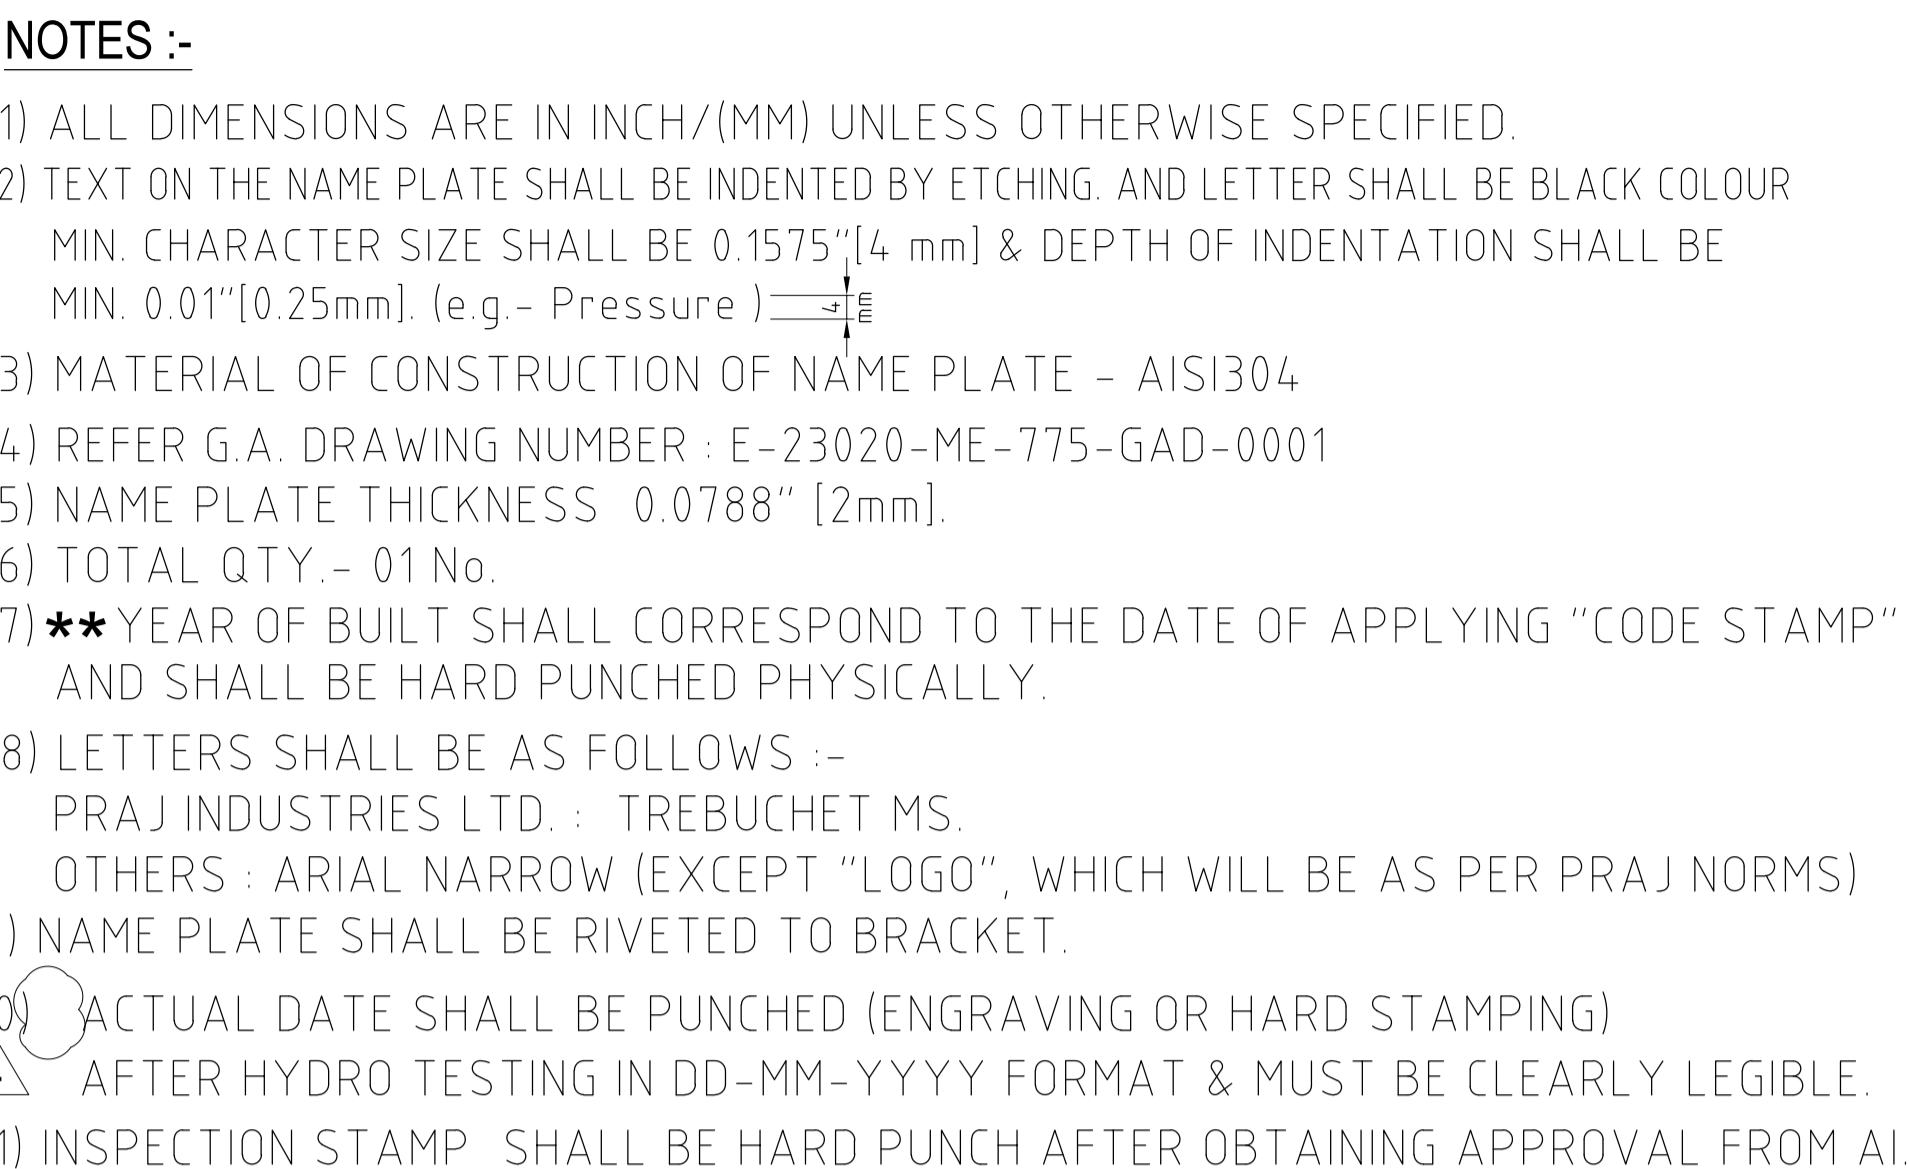 NOTES :-
1) ALL DIMENSIONS ARE IN INCH/(MM) UNLESS OTHERWISE SPECIFIED.
2) TEXT ON THE NAME PLATE SHALL BE INDENTED BY ETCHING. AND LETTER SHALL BE BLACK COLOUR
MIN. CHARACTER SIZE SHALL BE 0.1575"[4 mm] & DEPTH OF INDENTATION SHALL BE
MIN. 0.01"[0.25mm]. (e.g.- Pressure ) 4 mm
3) MATERIAL OF CONSTRUCTION OF NAME PLATE - AISI304
4) REFER G.A. DRAWING NUMBER : E-23020-ME-775-GAD-0001
5) NAME PLATE THICKNESS 0.0788" [2mm].
6) TOTAL QTY.- 01 No.
7) **YEAR OF BUILT SHALL CORRESPOND TO THE DATE OF APPLYING "CODE STAMP"
AND SHALL BE HARD PUNCHED PHYSICALLY.
8) LETTERS SHALL BE AS FOLLOWS :-
PRAJ INDUSTRIES LTD. : TREBUCHET MS.
OTHERS : ARIAL NARROW (EXCEPT "LOGO", WHICH WILL BE AS PER PRAJ NORMS)
) NAME PLATE SHALL BE RIVETED TO BRACKET.
0) ACTUAL DATE SHALL BE PUNCHED (ENGRAVING OR HARD STAMPING)
AFTER HYDRO TESTING IN DD-MM-YYYY FORMAT & MUST BE CLEARLY LEGIBLE.
1) INSPECTION STAMP SHALL BE HARD PUNCH AFTER OBTAINING APPROVAL FROM AI.